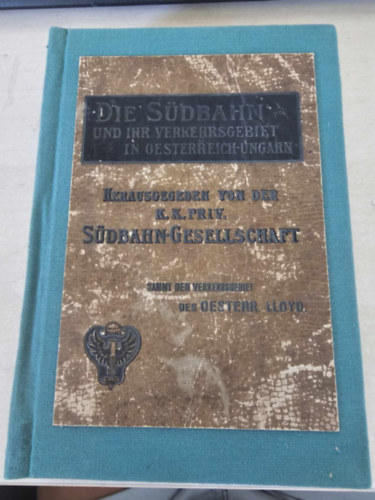 DIE SÜDBAHN
UND IHR VERKEHRSGEBIET
IN OESTERREICH-UNGARN
HERAUSGEGEBEN VON DER
K. K. PRIV.
SÜDBAHN-GESELLSCHAFT
SAMMT DEM VERKEHRSGEBIET
DES OESTERR. LLOYD